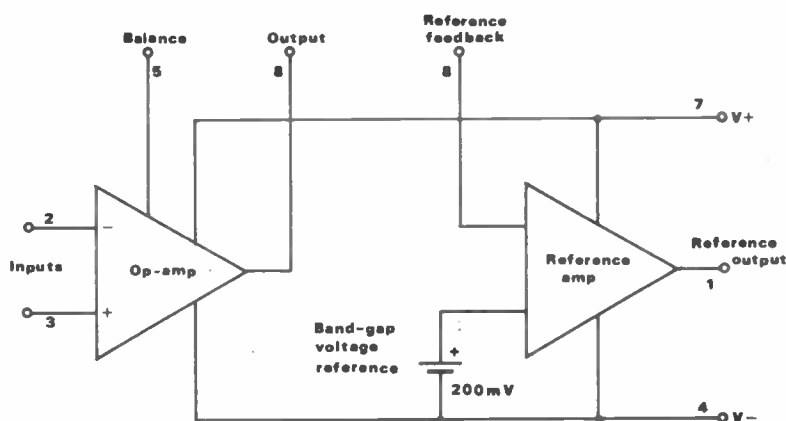 Balance
5
Output
8
Reference
feedback
8
7
V+
2
−
Inputs
Op-amp
+
3
Reference
amp
Reference
output
1
Band-gap
voltage
reference
+
200mV
4
V−